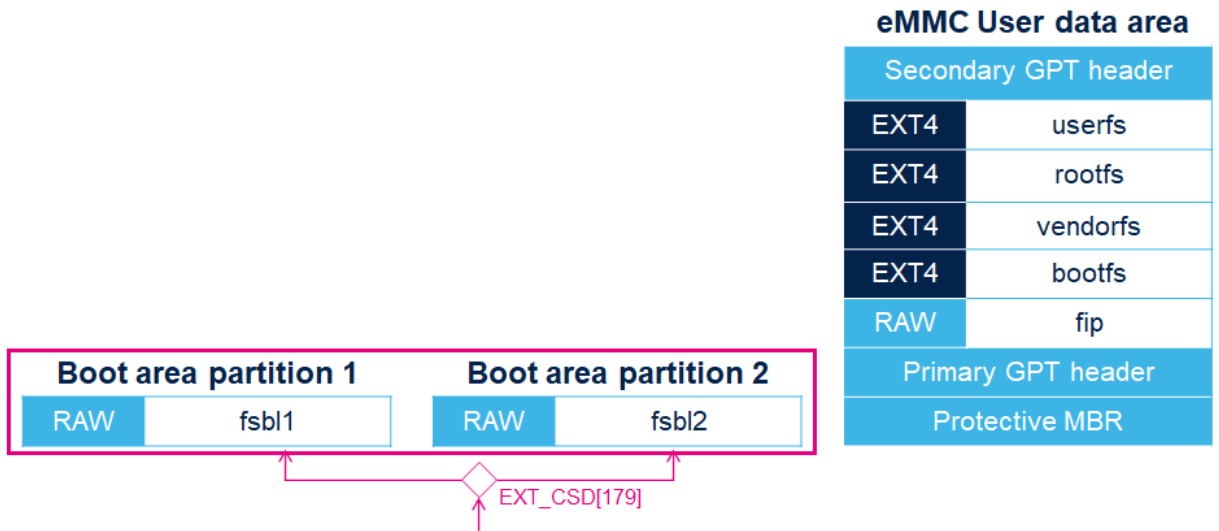 eMMC User data area
Secondary GPT header
EXT4 userfs
EXT4 rootfs
EXT4 vendorfs
EXT4 bootfs
RAW fip
Primary GPT header
Protective MBR
Boot area partition 1
RAW fsbl1
Boot area partition 2
RAW fsbl2
EXT_CSD[179]